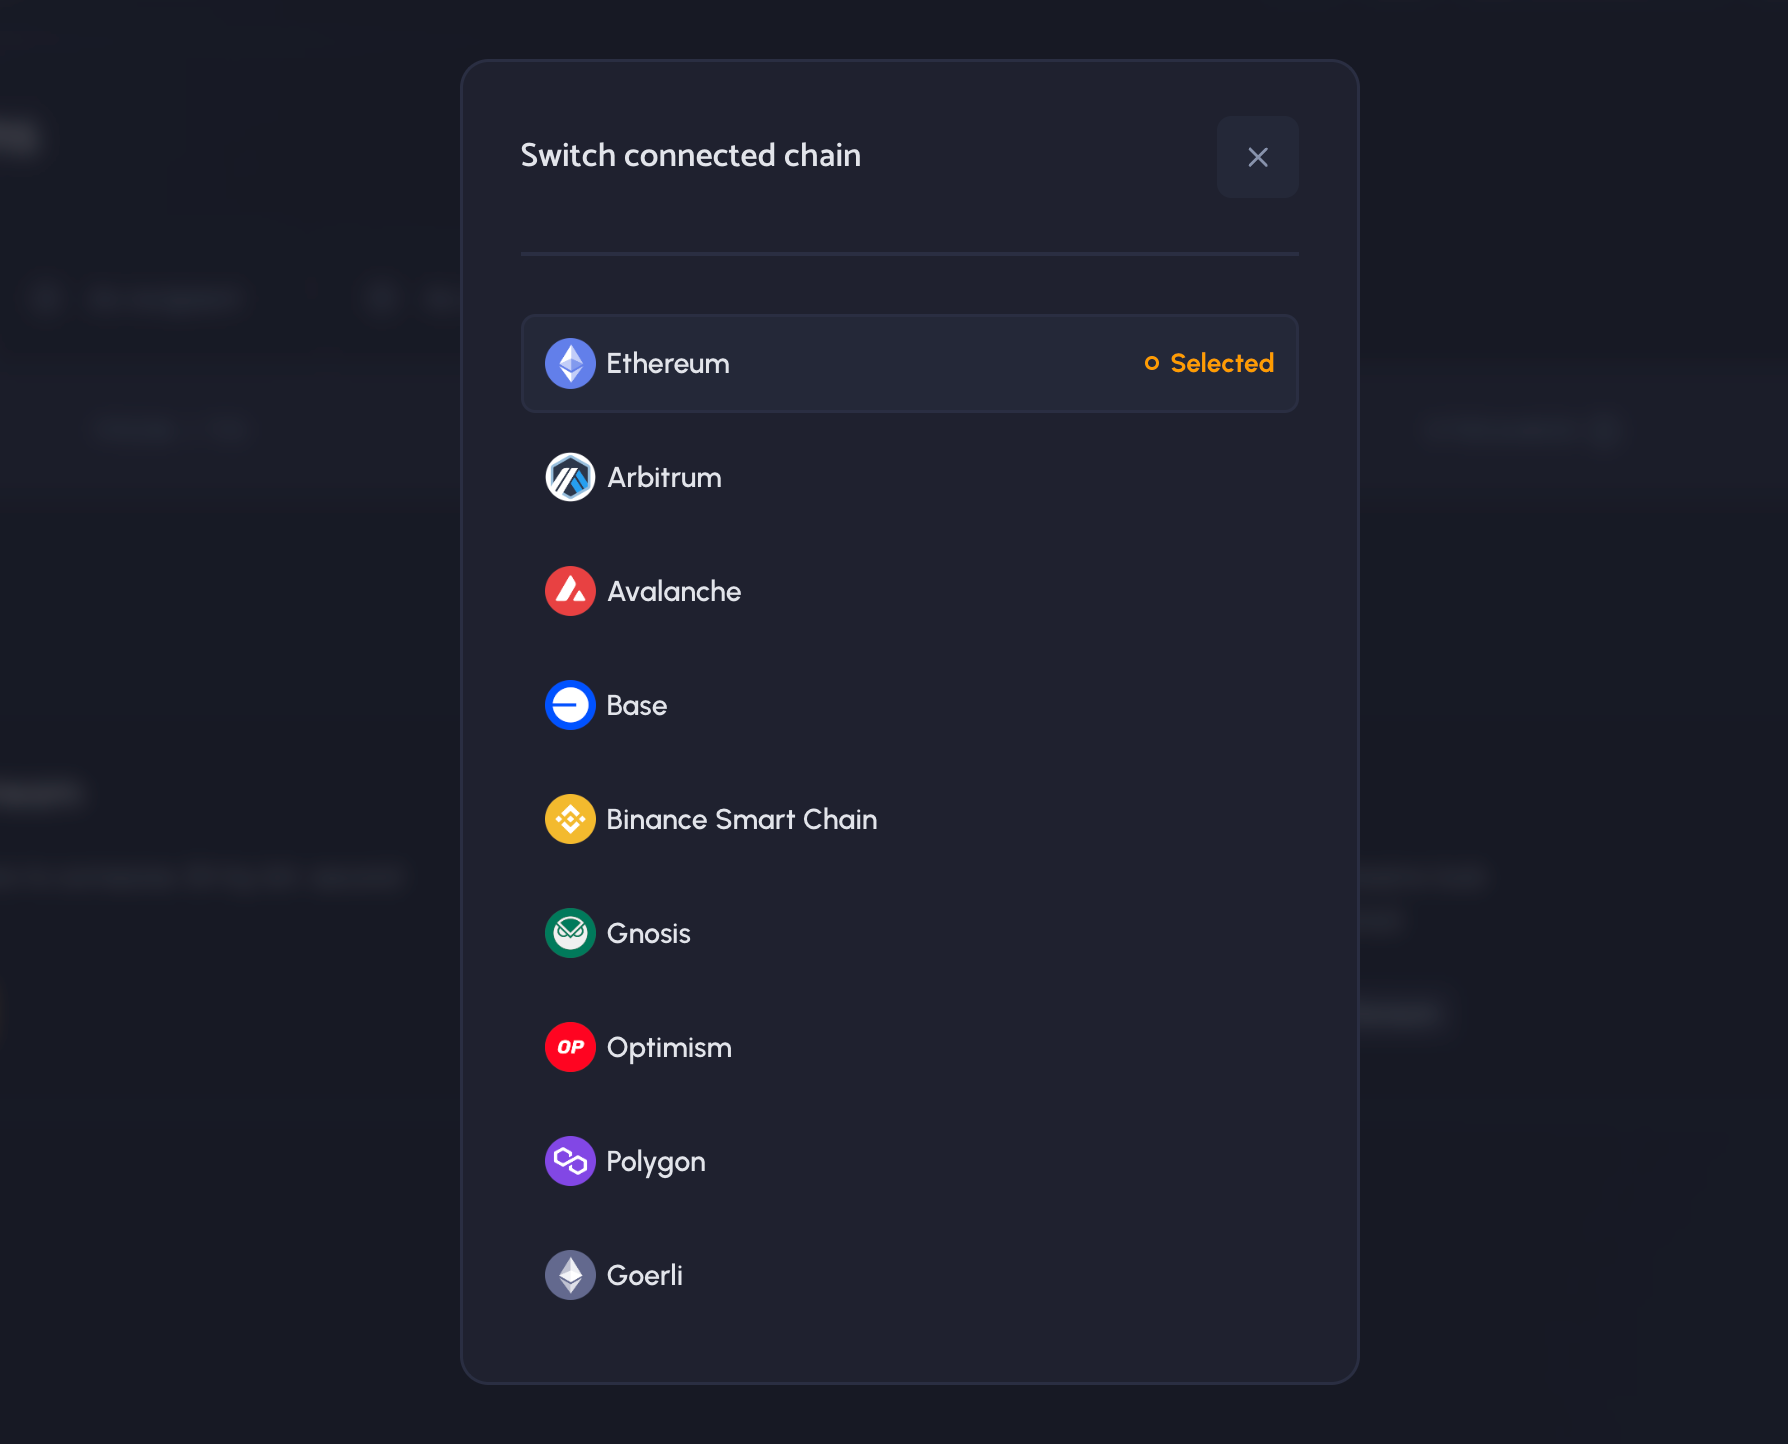 Switch connected chain
Ethereum
Selected
Arbitrum
Avalanche
Base
Binance Smart Chain
Gnosis
OP
Optimism
Polygon
Goerli